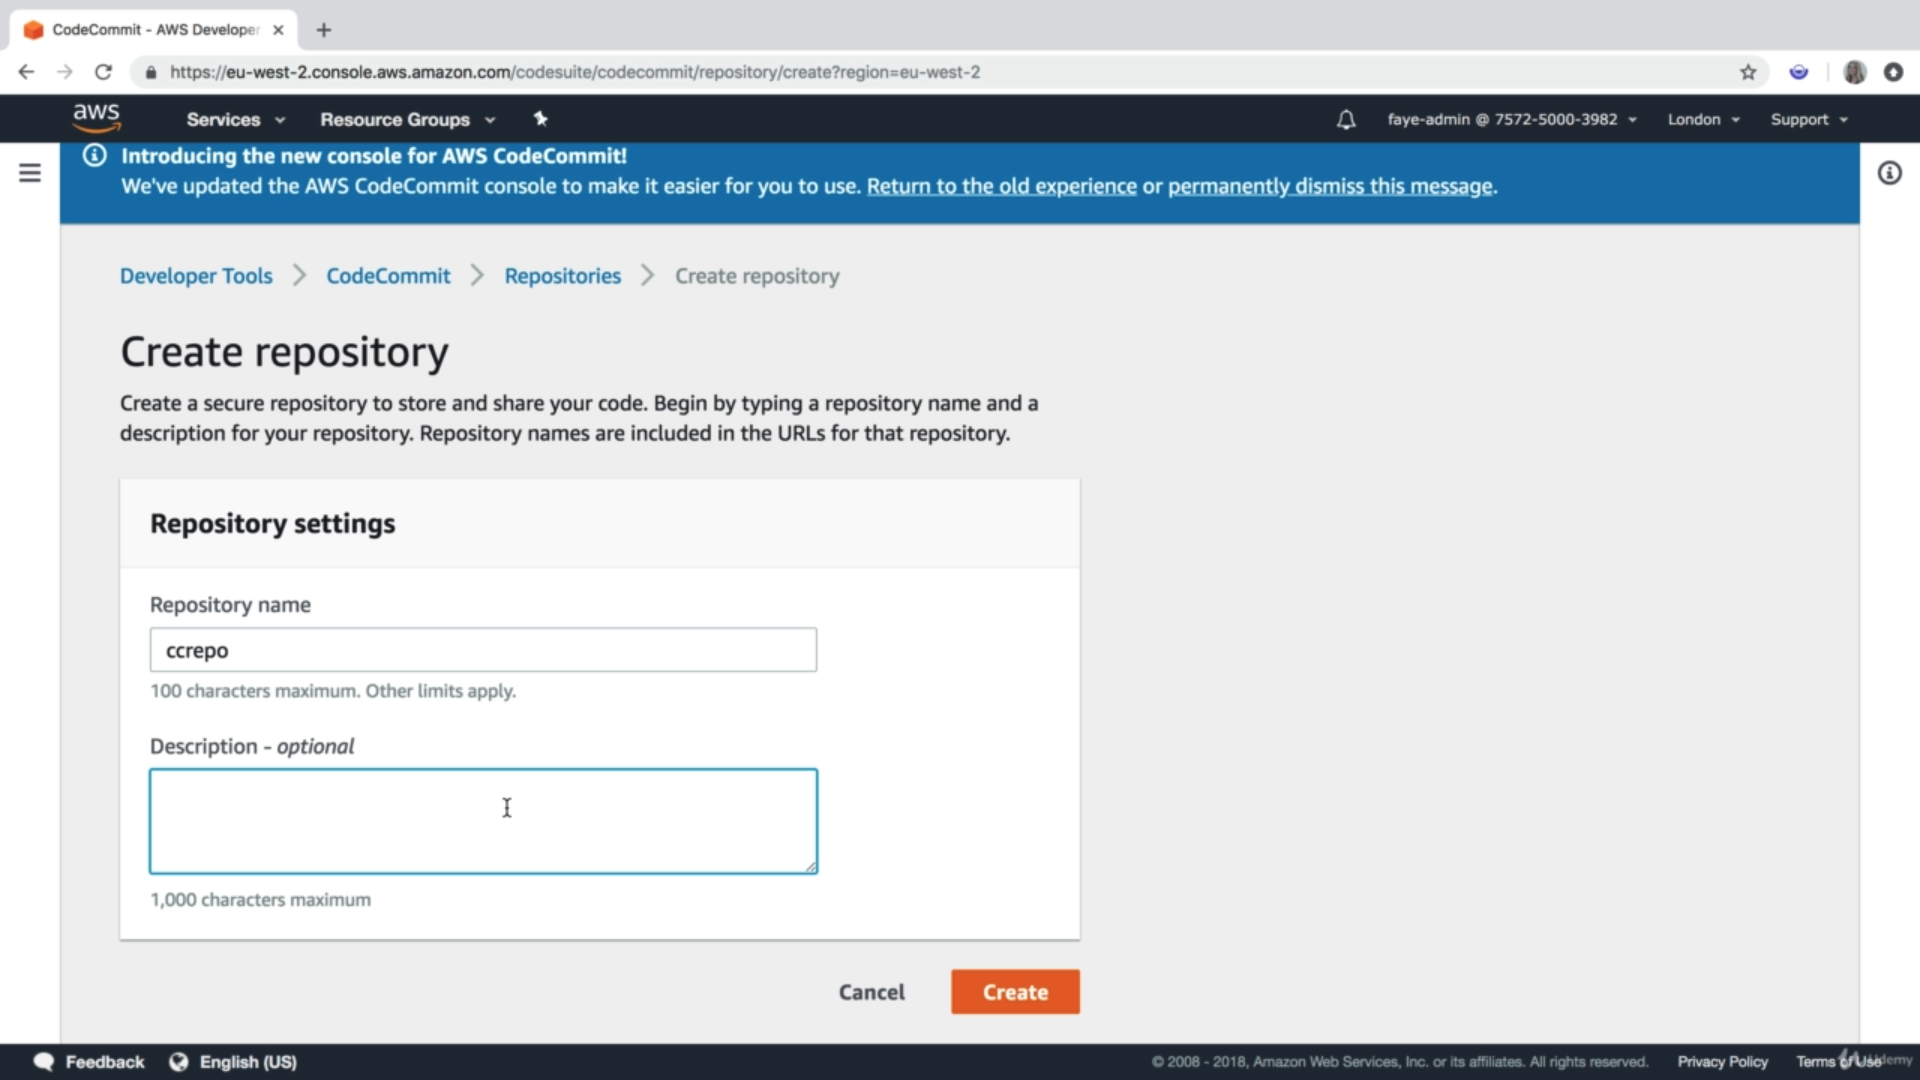 CodeCommit - AWS Developer
https://eu-west-2.console.aws.amazon.com/codesuite/codecommit/repository/create?region=eu-west-2
aws Services Resource Groups faye-admin @ 7572-5000-3982 London Support
Introducing the new console for AWS CodeCommit!
We've updated the AWS CodeCommit console to make it easier for you to use. Return to the old experience or permanently dismiss this message.
Developer Tools > CodeCommit > Repositories > Create repository
Create repository
Create a secure repository to store and share your code. Begin by typing a repository name and a
description for your repository. Repository names are included in the URLs for that repository.
Repository settings
Repository name
ccrepo
100 characters maximum. Other limits apply.
Description - optional
1,000 characters maximum
Cancel Create
Feedback English (US) © 2008 - 2018, Amazon Web Services, Inc. or its affiliates. All rights reserved. Privacy Policy Terms of Use